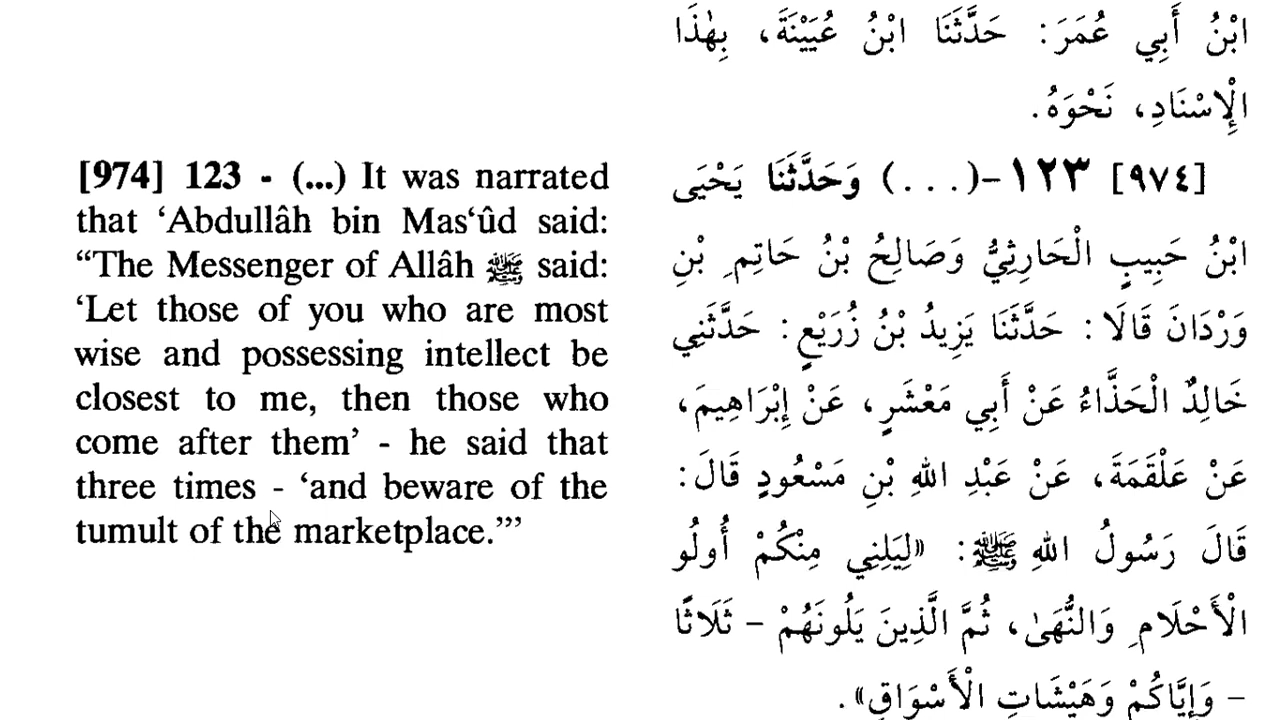 ابْنُ أَبِي عُمَرَ: حَدَّثَنَا ابْنُ عُيَيْنَةَ، بِهٰذَا
الْإِسْنَادِ، نَحْوَهُ.
[974] 123 - (...) It was narrated
that ‘Abdullâh bin Mas‘ûd said:
“The Messenger of Allâh ﷺ said:
‘Let those of you who are most
wise and possessing intellect be
closest to me, then those who
come after them’ - he said that
three times - ‘and beware of the
tumult of the marketplace.”’
[٩٧٤] ١٢٣-(. . .) وَحَدَّثَنَا يَحْيَى
ابْنُ حَبِيبٍ الْحَارِثِيُّ وَصَالِحُ بْنُ حَاتِمِ بْنِ
وَرْدَانَ قَالَا: حَدَّثَنَا يَزِيدُ بْنُ زُرَيْعٍ: حَدَّثَنِي
خَالِدٌ الْحَذَّاءُ عَنْ أَبِي مَعْشَرٍ، عَنْ إِبْرَاهِيمَ،
عَنْ عَلْقَمَةَ، عَنْ عَبْدِ اللهِ بْنِ مَسْعُودٍ قَالَ:
قَالَ رَسُولُ اللهِ ﷺ: «لِيَلِنِي مِنْكُمْ أُولُو
الْأَحْلَامِ وَالنُّهَىٰ، ثُمَّ الَّذِينَ يَلُونَهُمْ – ثَلَاثًا
– وَإِيَّاكُمْ وَهَيْشَاتِ الْأَسْوَاقِ».